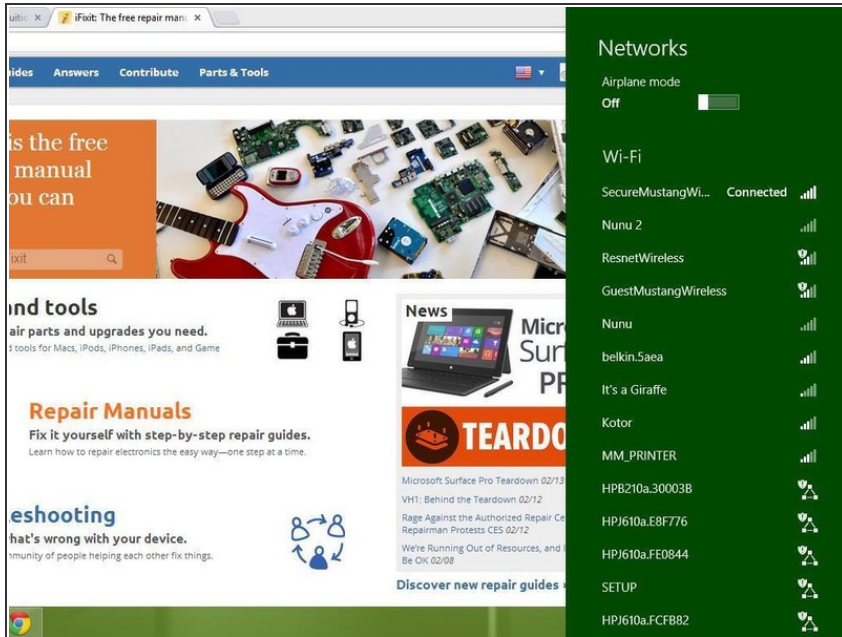 iFixit: The free repair manu
ides Answers Contribute Parts & Tools
is the free
manual
ou can
ixit
nd tools
air parts and upgrades you need.
d tools for Macs, iPods, iPhones, iPads, and Game
Repair Manuals
Fix it yourself with step-by-step repair guides.
Learn how to repair electronics the easy way—one step at a time.
eshooting
hat's wrong with your device.
mmunity of people helping each other fix things.
News
Micr
Surf
PR
TEARDO
Microsoft Surface Pro Teardown 02/13
VH1: Behind the Teardown 02/12
Rage Against the Authorized Repair Ce
Repairman Protests CES 02/12
We're Running Out of Resources, and I
Be OK 02/08
Discover new repair guides »
Networks
Airplane mode
Off
Wi-Fi
SecureMustangWi... Connected
Nunu 2
ResnetWireless
GuestMustangWireless
Nunu
belkin.5aea
It's a Giraffe
Kotor
MM_PRINTER
HPB210a.30003B
HPJ610a.E8F776
HPJ610a.FE0844
SETUP
HPJ610a.FCFB82